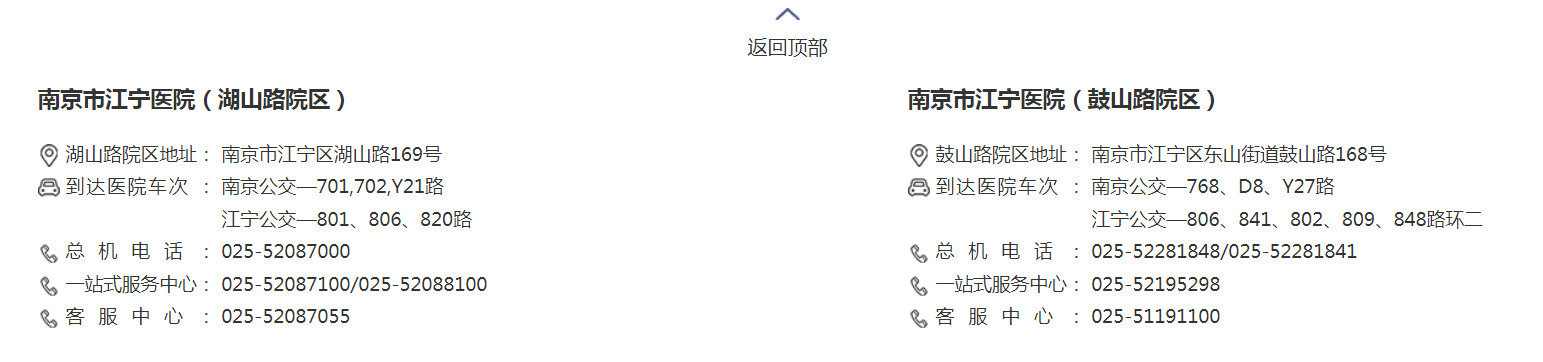 返回顶部
南京市江宁医院（湖山路院区）
湖山路院区地址： 南京市江宁区湖山路169号
到达医院车次： 南京公交—701,702,Y21路
江宁公交—801、806、820路
总机电话： 025-52087000
一站式服务中心： 025-52087100/025-52088100
客服中心： 025-52087055
南京市江宁医院（鼓山路院区）
鼓山路院区地址： 南京市江宁区东山街道鼓山路168号
到达医院车次： 南京公交—768、D8、Y27路
江宁公交—806、841、802、809、848路环二
总机电话： 025-52281848/025-52281841
一站式服务中心： 025-52195298
客服中心： 025-51191100